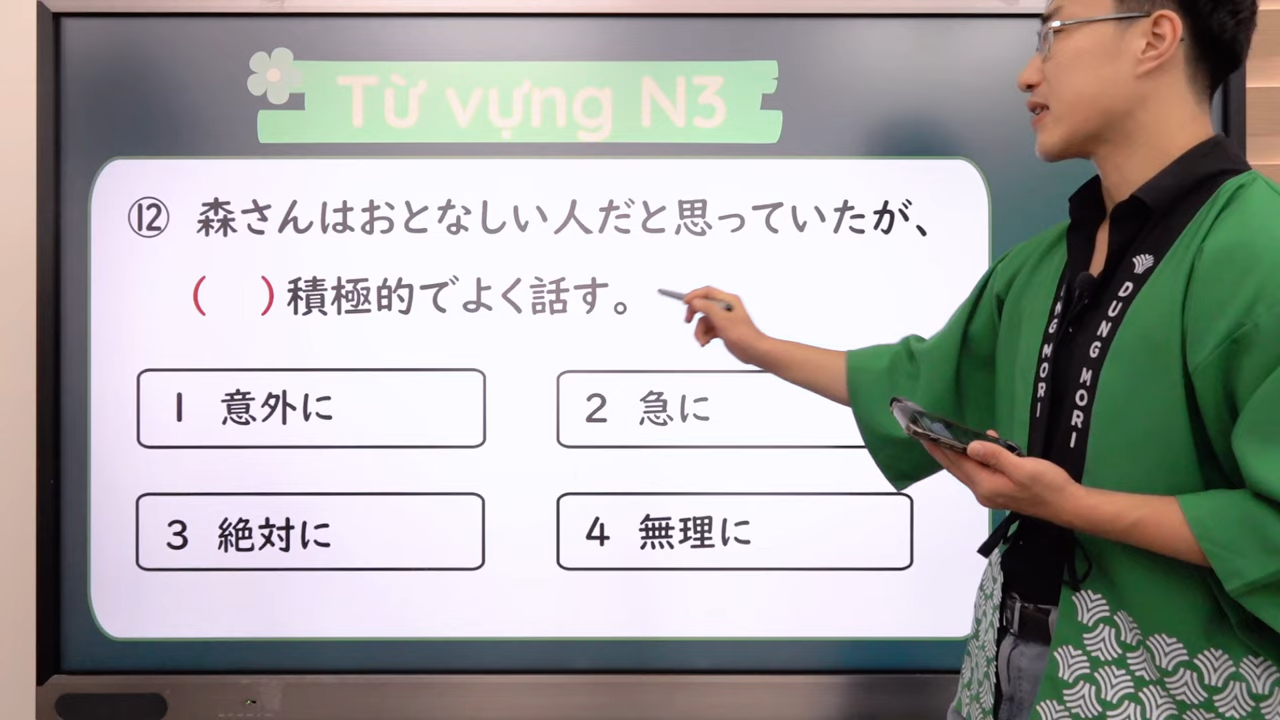 Từ vựng N3
⑫ 森さんはおとなしい人だと思っていたが、
( )積極的でよく話す。
1 意外に
2 急に
3 絶対に
4 無理に
DUNG MORI
NG MORI